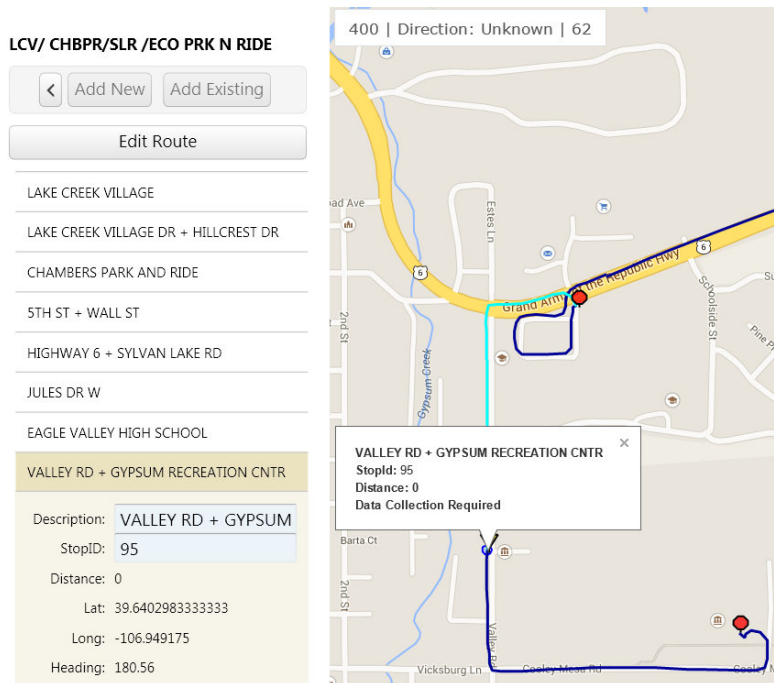 LCV/ CHBPR/SLR /ECO PRK N RIDE
Add New
Add Existing
Edit Route
LAKE CREEK VILLAGE
LAKE CREEK VILLAGE DR + HILLCREST DR
CHAMBERS PARK AND RIDE
5TH ST + WALL ST
HIGHWAY 6 + SYLVAN LAKE RD
JULES DR W
EAGLE VALLEY HIGH SCHOOL
VALLEY RD + GYPSUM RECREATION CNTR
Description: VALLEY RD + GYPSUM
StopID: 95
Distance: 0
Lat: 39.6402983333333
Long: -106.949175
Heading: 180.56
400 | Direction: Unknown | 62
ad Ave
Estes Ln
6
6
Grand Army of the Republic Hwy
Schoolside St
Su
Pine P
2nd St
Gypsum Creek
VALLEY RD + GYPSUM RECREATION CNTR
StopId: 95
Distance: 0
Data Collection Required
Barta Ct
2nd St
Valley Rd
Vicksburg Ln
Cooley Mesa Rd
Cooley M